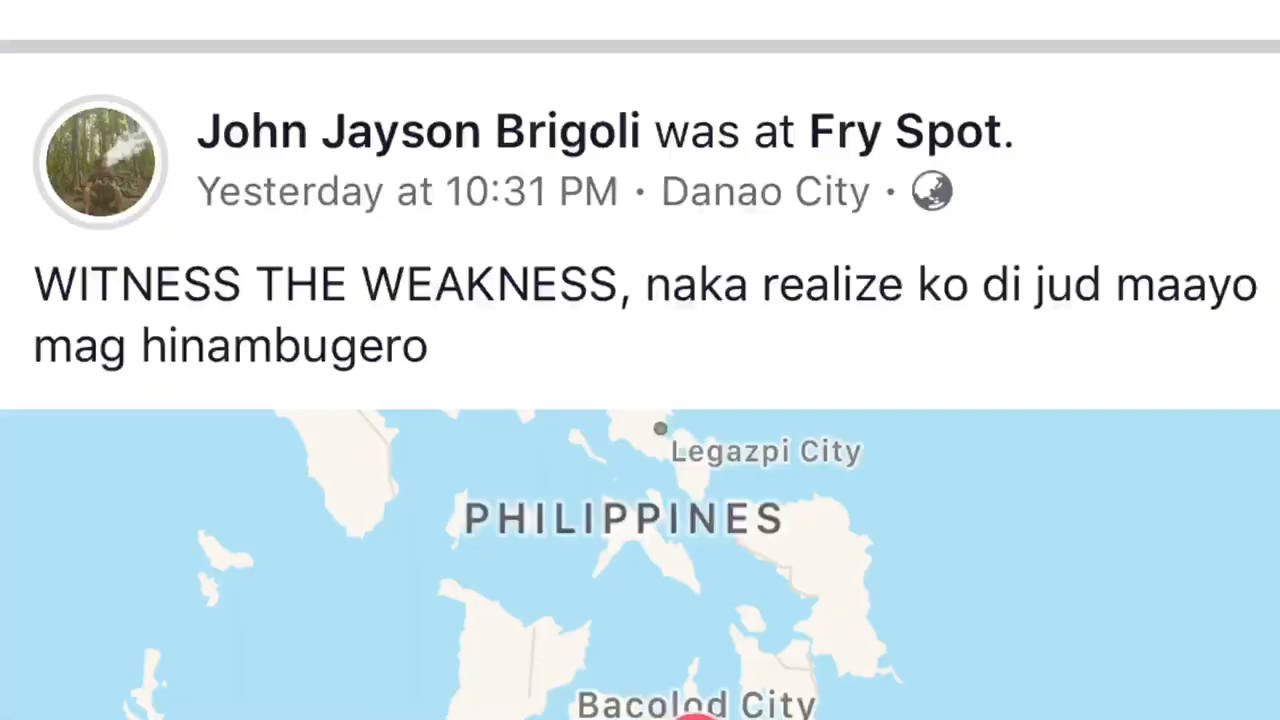 John Jayson Brigoli was at Fry Spot.
Yesterday at 10:31 PM · Danao City ·
WITNESS THE WEAKNESS, naka realize ko di jud maayo
mag hinambugero
Legazpi City
PHILIPPINES
Bacolod City